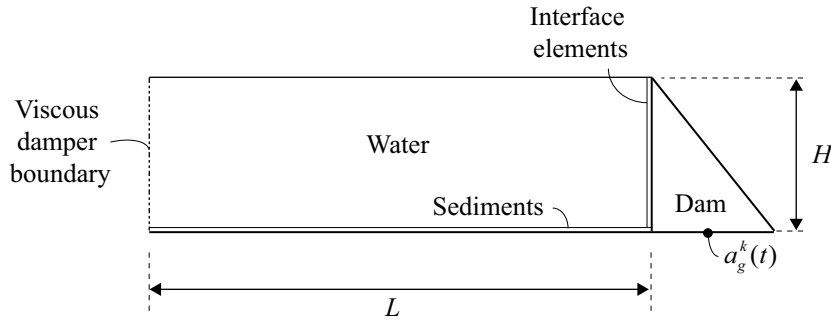 Interface
elements
Viscous
damper
boundary
Water
H
Sediments
Dam
a_g^k(t)
L